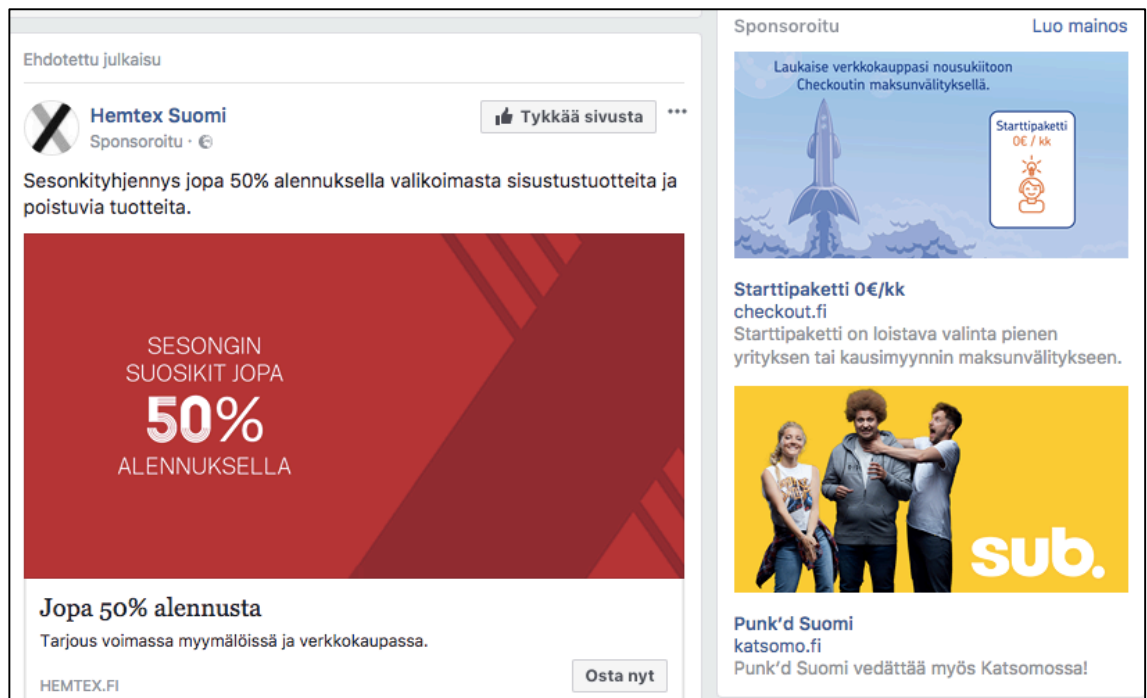 Ehdotettu julkaisu
Hemtex Suomi
Sponsoroitu ·
Tykkää sivusta
Sesonkityhjennys jopa 50% alennuksella valikoimasta sisustustuotteita ja
poistuvia tuotteita.
SESONGIN
SUOSIKIT JOPA
50%
ALENNUKSELLA
Jopa 50% alennusta
Tarjous voimassa myymälöissä ja verkkokaupassa.
HEMTEX.FI
Osta nyt
Sponsoroitu
Luo mainos
Laukaise verkkokauppasi nousukiitoon
Checkoutin maksunvälityksellä.
Starttipaketti
0€ / kk
Starttipaketti 0€/kk
checkout.fi
Starttipaketti on loistava valinta pienen
yrityksen tai kausimyynnin maksunvälitykseen.
sub.
Punk'd Suomi
katsomo.fi
Punk'd Suomi vedättää myös Katsomossa!